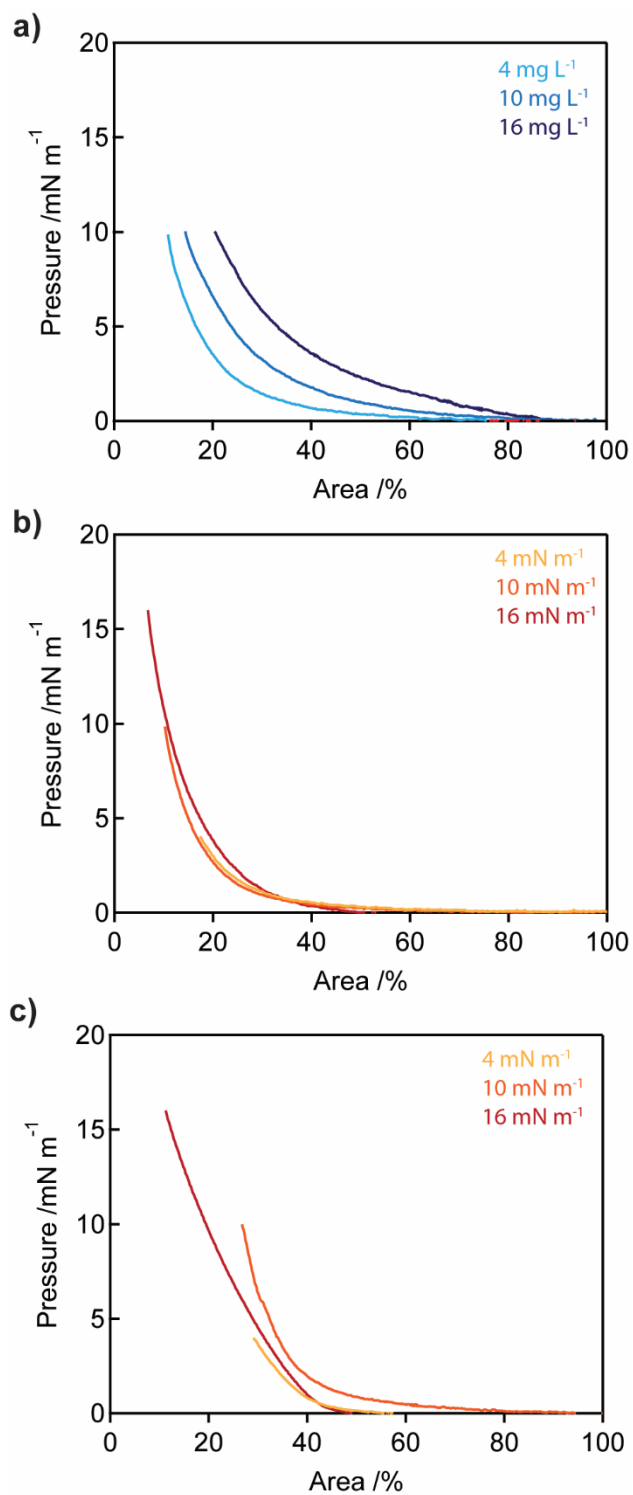 a)
20
15
10
5
0
Pressure /mN m⁻¹
4 mg L⁻¹
10 mg L⁻¹
16 mg L⁻¹
0 20 40 60 80 100
Area /%
b)
20
15
10
5
0
Pressure /mN m⁻¹
4 mN m⁻¹
10 mN m⁻¹
16 mN m⁻¹
0 20 40 60 80 100
Area /%
c)
20
15
10
5
0
Pressure /mN m⁻¹
4 mN m⁻¹
10 mN m⁻¹
16 mN m⁻¹
0 20 40 60 80 100
Area /%